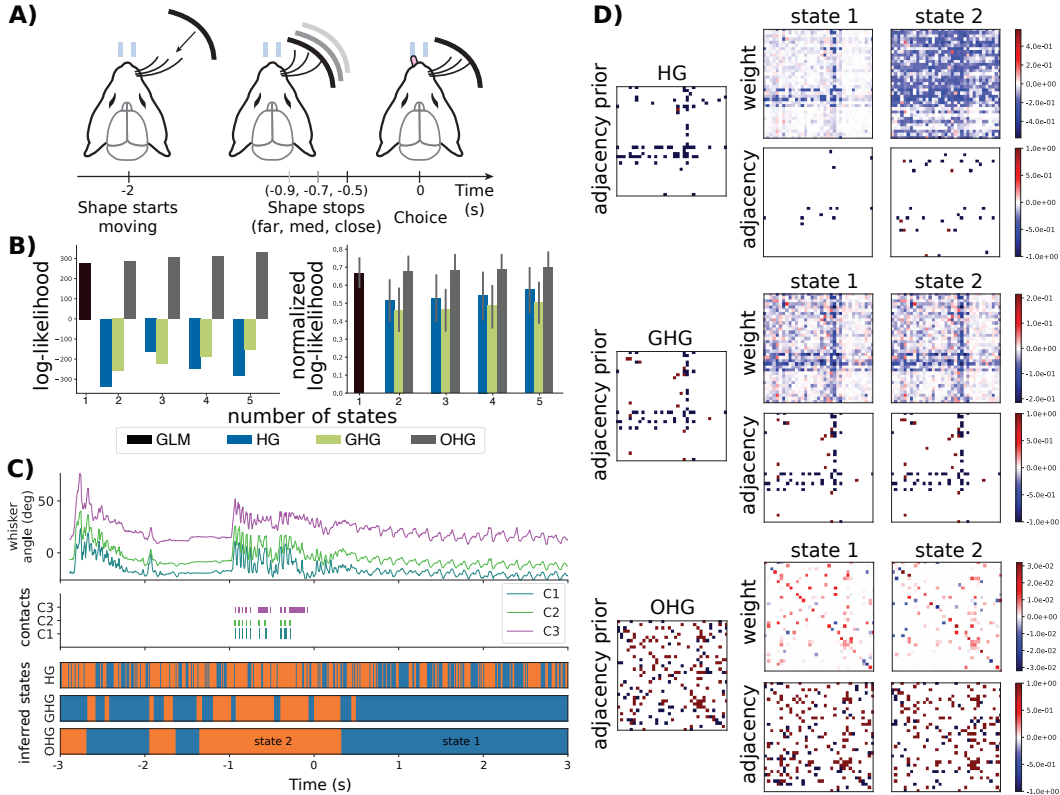 A)
-2
(-0.9, -0.7, -0.5)
0
Time
(s)
Shape starts
moving
Shape stops
(far, med, close)
Choice
B)
log-likelihood
300
200
100
0
−100
−200
−300
1
2
3
4
5
normalized
log-likelihood
1.0
0.8
0.6
0.4
0.2
0.0
1
2
3
4
5
number of states
GLM
HG
GHG
OHG
C)
whisker
angle (deg)
50
0
contacts
C3
C2
C1
C1
C2
C3
inferred states
HG
GHG
OHG
state 2
state 1
-3
-2
-1
0
1
2
3
Time (s)
D)
state 1
state 2
HG
adjacency prior
weight
4.0e-01
2.0e-01
0.0e+00
-2.0e-01
-4.0e-01
adjacency
1.0e+00
5.0e-01
0.0e+00
-5.0e-01
-1.0e+00
GHG
adjacency prior
weight
2.0e-01
1.0e-01
0.0e+00
-1.0e-01
-2.0e-01
adjacency
1.0e+00
5.0e-01
0.0e+00
-5.0e-01
-1.0e+00
state 1
state 2
OHG
adjacency prior
weight
3.0e-02
2.0e-02
1.0e-02
0.0e+00
-1.0e-02
-2.0e-02
-3.0e-02
adjacency
1.0e+00
5.0e-01
0.0e+00
-5.0e-01
-1.0e+00